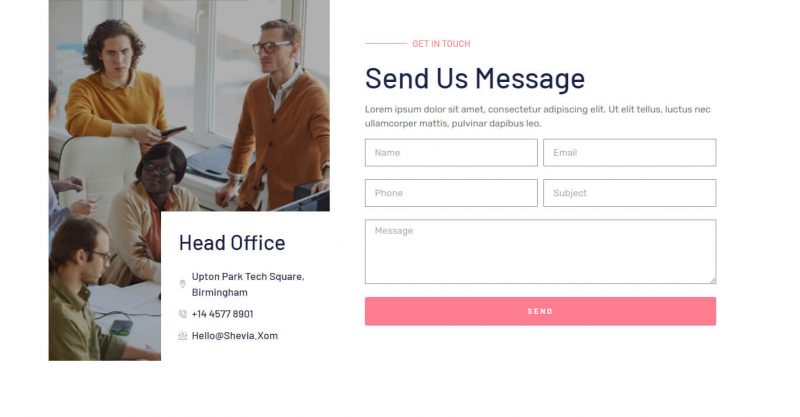 GET IN TOUCH
Send Us Message
Lorem ipsum dolor sit amet, consectetur adipiscing elit. Ut elit tellus, luctus nec
ullamcorper mattis, pulvinar dapibus leo.
Name
Email
Phone
Subject
Message
SEND
Head Office
Upton Park Tech Square,
Birmingham
+14 4577 8901
Hello@Shevia,Xom